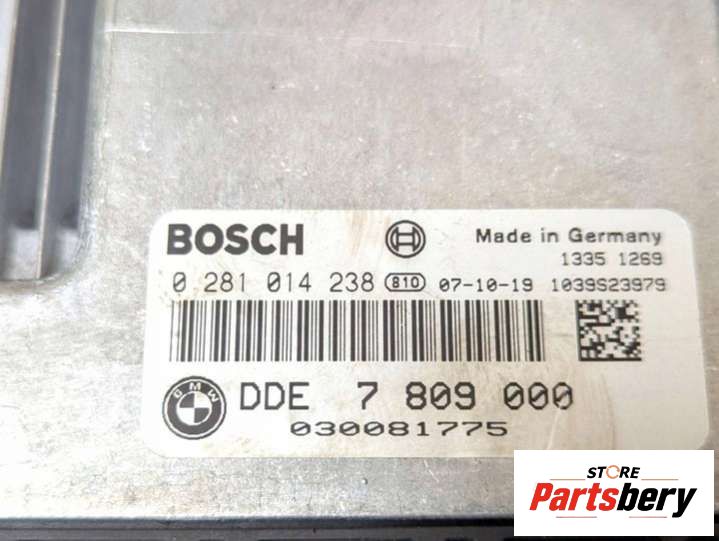 BOSCH
Made in Germany
1335 1269
0 281 014 238 810 07-10-19 1039S23979
BMW
DDE 7 809 000
030081775
STORE
Partsbery